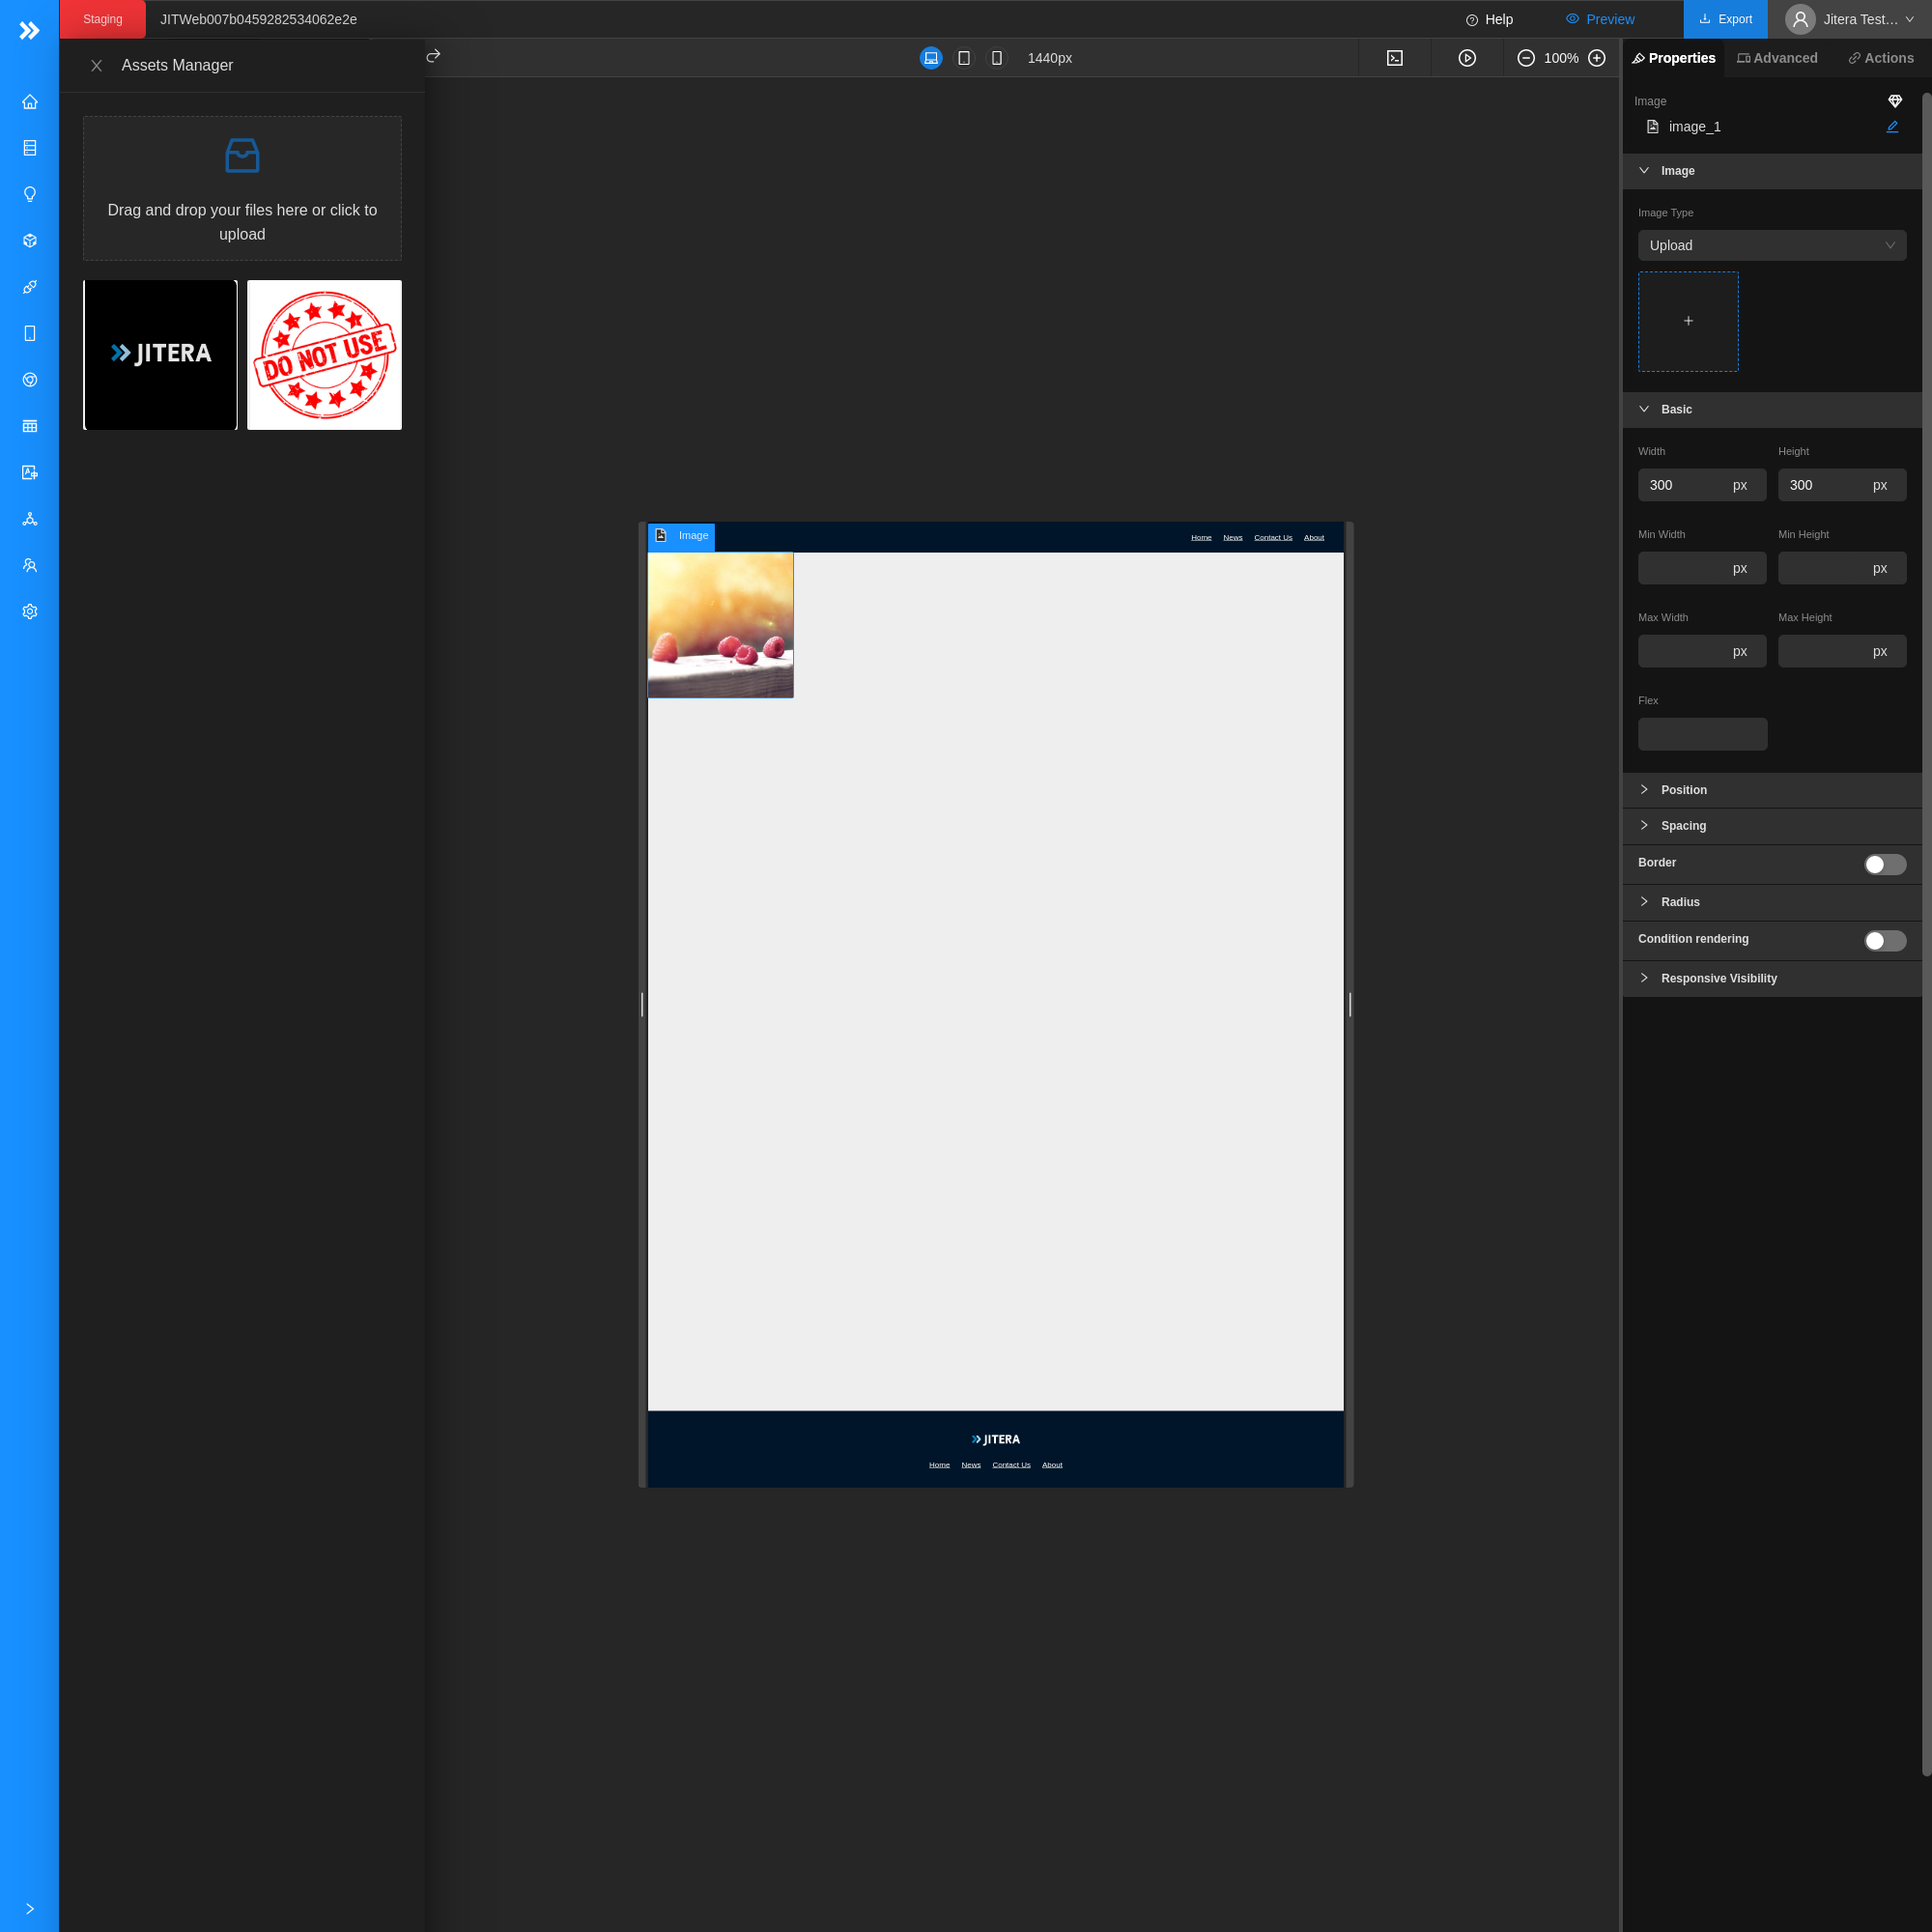 Staging
JITWeb007b0459282534062e2e
Help
Preview
Export
Jitera Test...
Assets Manager
1440px
100%
Properties
Advanced
Actions
Drag and drop your files here or click to
upload
JITERA
DO NOT USE
Image
Home
News
Contact Us
About
JITERA
Home
News
Contact Us
About
Image
image_1
Image
Image Type
Upload
Basic
Width
Height
300 px
300 px
Min Width
Min Height
px
px
Max Width
Max Height
px
px
Flex
Position
Spacing
Border
Radius
Condition rendering
Responsive Visibility